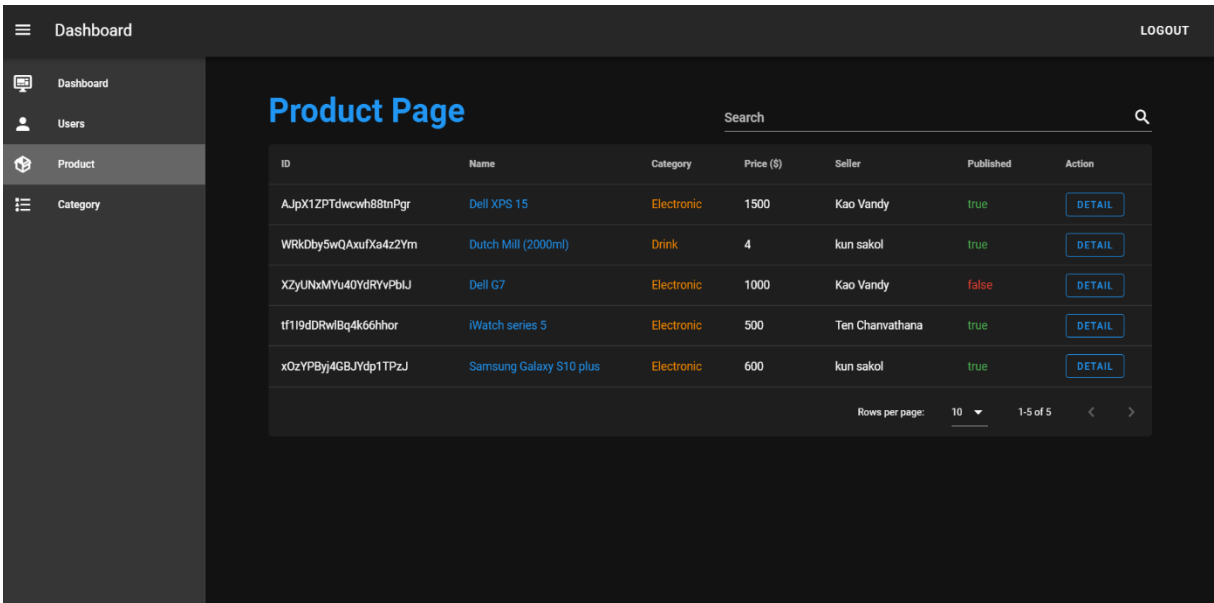 Dashboard LOGOUT
Dashboard
Users
Product
Category
Product Page
Search
ID Name Category Price ($) Seller Published Action
AJpX1ZPTdwcwh88tnPgr Dell XPS 15 Electronic 1500 Kao Vandy true DETAIL
WRkDby5wQAxufXa4z2Ym Dutch Mill (2000ml) Drink 4 kun sakol true DETAIL
XZyUNxMYu40YdRYvPbIJ Dell G7 Electronic 1000 Kao Vandy false DETAIL
tf1I9dDRwlBq4k66hhor iWatch series 5 Electronic 500 Ten Chanvathana true DETAIL
xOzYPByj4GBJYdp1TPzJ Samsung Galaxy S10 plus Electronic 600 kun sakol true DETAIL
Rows per page: 10 1-5 of 5